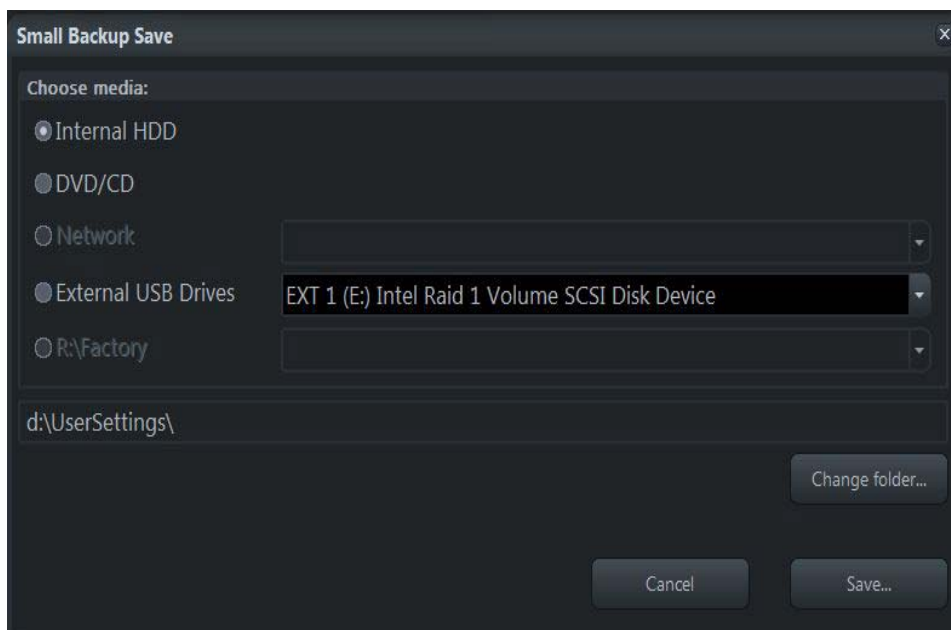 Small Backup Save
Choose media:
Internal HDD
DVD/CD
Network
External USB Drives EXT 1 (E:) Intel Raid 1 Volume SCSI Disk Device
R:\Factory
d:\UserSettings\
Change folder...
Cancel Save...